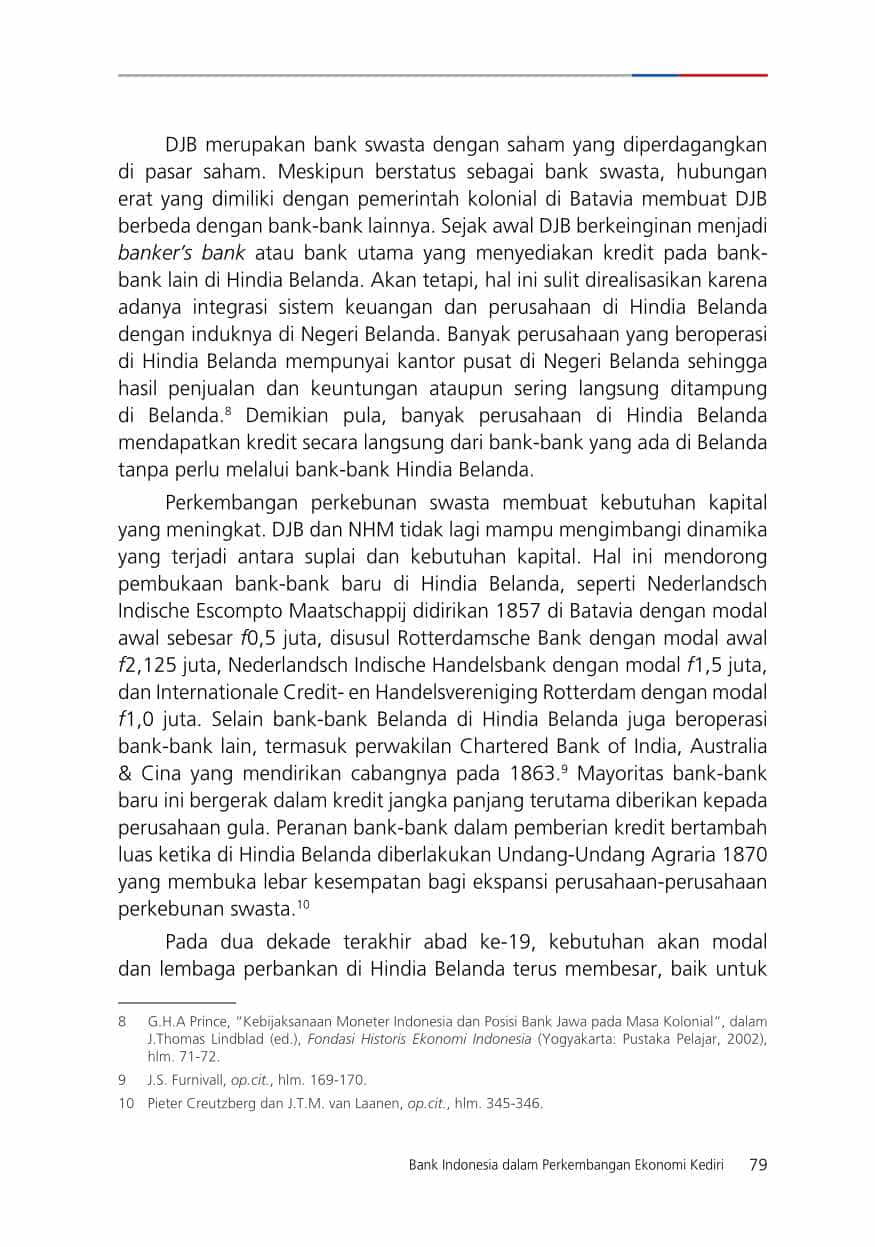 DJB merupakan bank swasta dengan saham yang diperdagangkan
di pasar saham. Meskipun berstatus sebagai bank swasta, hubungan
erat yang dimiliki dengan pemerintah kolonial di Batavia membuat DJB
berbeda dengan bank-bank lainnya. Sejak awal DJB berkeinginan menjadi
banker’s bank atau bank utama yang menyediakan kredit pada bank-
bank lain di Hindia Belanda. Akan tetapi, hal ini sulit direalisasikan karena
adanya integrasi sistem keuangan dan perusahaan di Hindia Belanda
dengan induknya di Negeri Belanda. Banyak perusahaan yang beroperasi
di Hindia Belanda mempunyai kantor pusat di Negeri Belanda sehingga
hasil penjualan dan keuntungan ataupun sering langsung ditampung
di Belanda.⁸ Demikian pula, banyak perusahaan di Hindia Belanda
mendapatkan kredit secara langsung dari bank-bank yang ada di Belanda
tanpa perlu melalui bank-bank Hindia Belanda.
Perkembangan perkebunan swasta membuat kebutuhan kapital
yang meningkat. DJB dan NHM tidak lagi mampu mengimbangi dinamika
yang terjadi antara suplai dan kebutuhan kapital. Hal ini mendorong
pembukaan bank-bank baru di Hindia Belanda, seperti Nederlandsch
Indische Escompto Maatschappij didirikan 1857 di Batavia dengan modal
awal sebesar f0,5 juta, disusul Rotterdamsche Bank dengan modal awal
f2,125 juta, Nederlandsch Indische Handelsbank dengan modal f1,5 juta,
dan Internationale Credit- en Handelsvereniging Rotterdam dengan modal
f1,0 juta. Selain bank-bank Belanda di Hindia Belanda juga beroperasi
bank-bank lain, termasuk perwakilan Chartered Bank of India, Australia
& Cina yang mendirikan cabangnya pada 1863.⁹ Mayoritas bank-bank
baru ini bergerak dalam kredit jangka panjang terutama diberikan kepada
perusahaan gula. Peranan bank-bank dalam pemberian kredit bertambah
luas ketika di Hindia Belanda diberlakukan Undang-Undang Agraria 1870
yang membuka lebar kesempatan bagi ekspansi perusahaan-perusahaan
perkebunan swasta.¹⁰
Pada dua dekade terakhir abad ke-19, kebutuhan akan modal
dan lembaga perbankan di Hindia Belanda terus membesar, baik untuk
8 G.H.A Prince, “Kebijaksanaan Moneter Indonesia dan Posisi Bank Jawa pada Masa Kolonial”, dalam
J.Thomas Lindblad (ed.), Fondasi Historis Ekonomi Indonesia (Yogyakarta: Pustaka Pelajar, 2002),
hlm. 71-72.
9 J.S. Furnivall, op.cit., hlm. 169-170.
10 Pieter Creutzberg dan J.T.M. van Laanen, op.cit., hlm. 345-346.
Bank Indonesia dalam Perkembangan Ekonomi Kediri 79